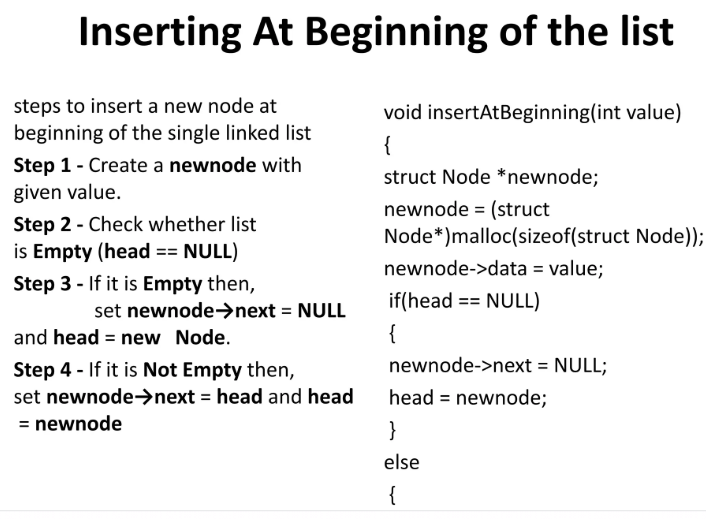 Inserting At Beginning of the list
steps to insert a new node at
beginning of the single linked list
Step 1 - Create a newnode with
given value.
Step 2 - Check whether list
is Empty (head == NULL)
Step 3 - If it is Empty then,
set newnode→next = NULL
and head = new Node.
Step 4 - If it is Not Empty then,
set newnode→next = head and head
= newnode
void insertAtBeginning(int value)
{
struct Node *newnode;
newnode = (struct
Node*)malloc(sizeof(struct Node));
newnode->data = value;
if(head == NULL)
{
newnode->next = NULL;
head = newnode;
}
else
{